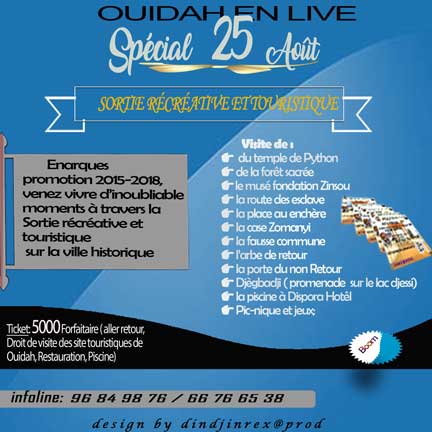 OUIDAH EN LIVE
Spécial 25 Août
SORTIE RÉCRÉATIVE ET TOURISTIQUE
Enarques
promotion 2015-2018,
venez vivre d'inoubliable
moments à travers la
Sortie récréative et
touristique
sur la ville historique
Visite de :
du temple de Python
de la forêt sacrée
le musé fondation Zinsou
la route des esclave
la place au enchère
la case Zomanyi
la fausse commune
l'arbe de retour
la porte du non Retour
Djègbadji ( promenade sur le lac djessi)
la piscine à Dispora Hotêl
Pic-nique et jeux;
Ticket: 5000 Forfaitaire ( aller retour,
Droit de visite des site touristiques de
Ouidah, Restauration, Piscine)
Boom
infoline: 96 84 98 76 / 66 76 65 38
design by dindjinrex@prod